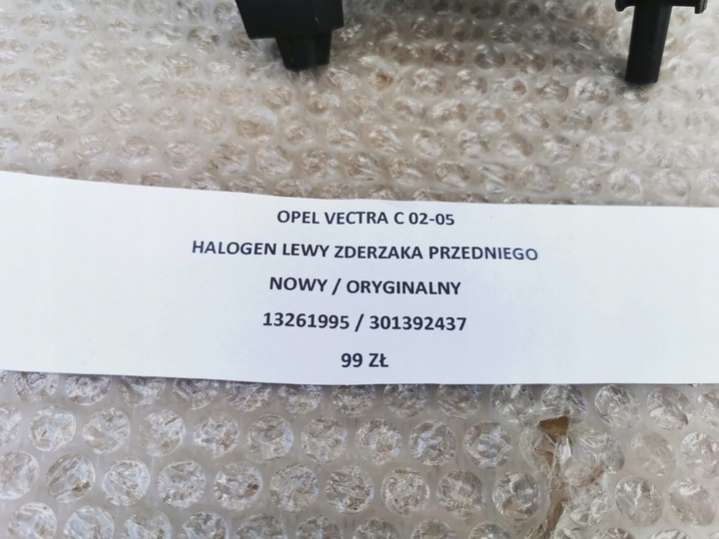 OPEL VECTRA C 02-05
HALOGEN LEWY ZDERZAKA PRZEDNIEGO
NOWY / ORYGINALNY
13261995 / 301392437
99 ZŁ